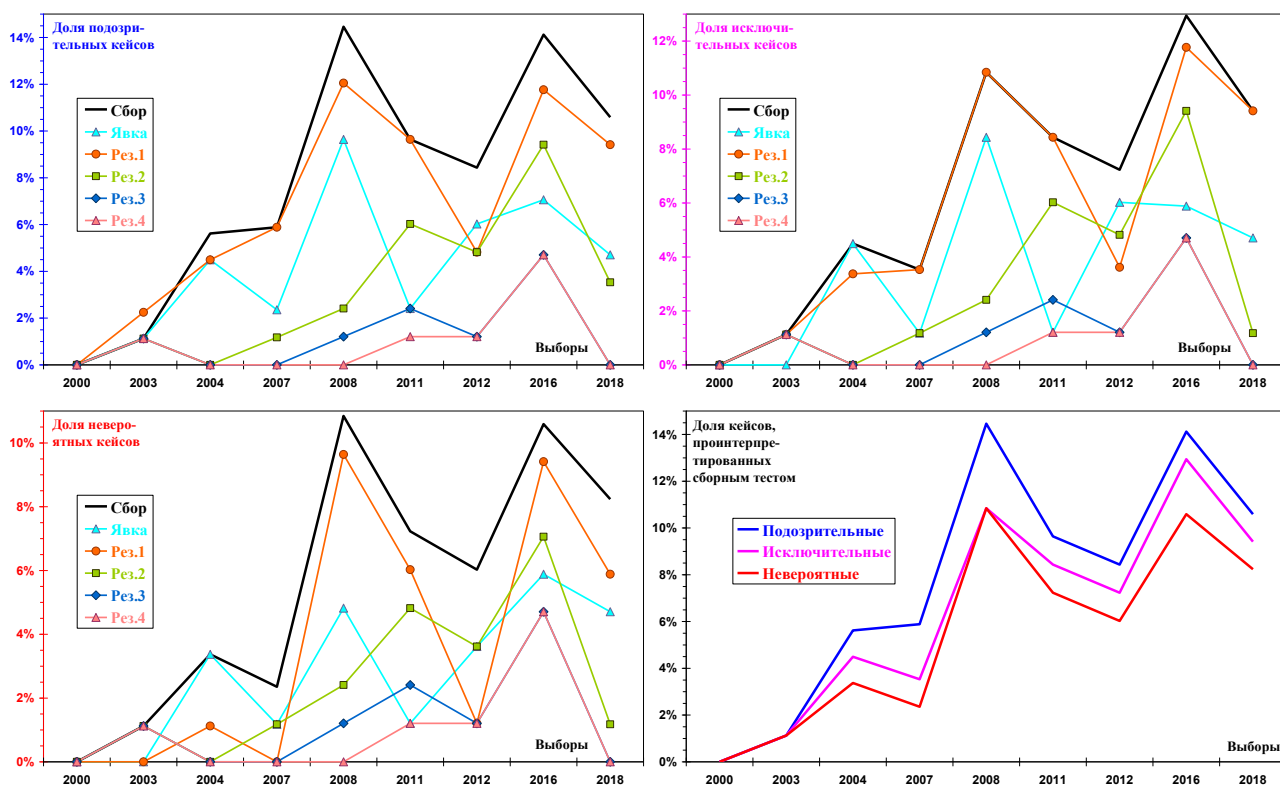 Доля подозри-
тельных кейсов
14%
12%
10%
8%
6%
4%
2%
0%
Сбор
Явка
Рез.1
Рез.2
Рез.3
Рез.4
Выборы
2000 2003 2004 2007 2008 2011 2012 2016 2018
Доля исключи-
тельных кейсов
12%
10%
8%
6%
4%
2%
0%
Сбор
Явка
Рез.1
Рез.2
Рез.3
Рез.4
Выборы
2000 2003 2004 2007 2008 2011 2012 2016 2018
Доля неверо-
ятных кейсов
10%
8%
6%
4%
2%
0%
Сбор
Явка
Рез.1
Рез.2
Рез.3
Рез.4
Выборы
2000 2003 2004 2007 2008 2011 2012 2016 2018
Доля кейсов,
проинтерпре-
тированных
сборным тестом
14%
12%
10%
8%
6%
4%
2%
0%
Подозрительные
Исключительные
Невероятные
Выборы
2000 2003 2004 2007 2008 2011 2012 2016 2018